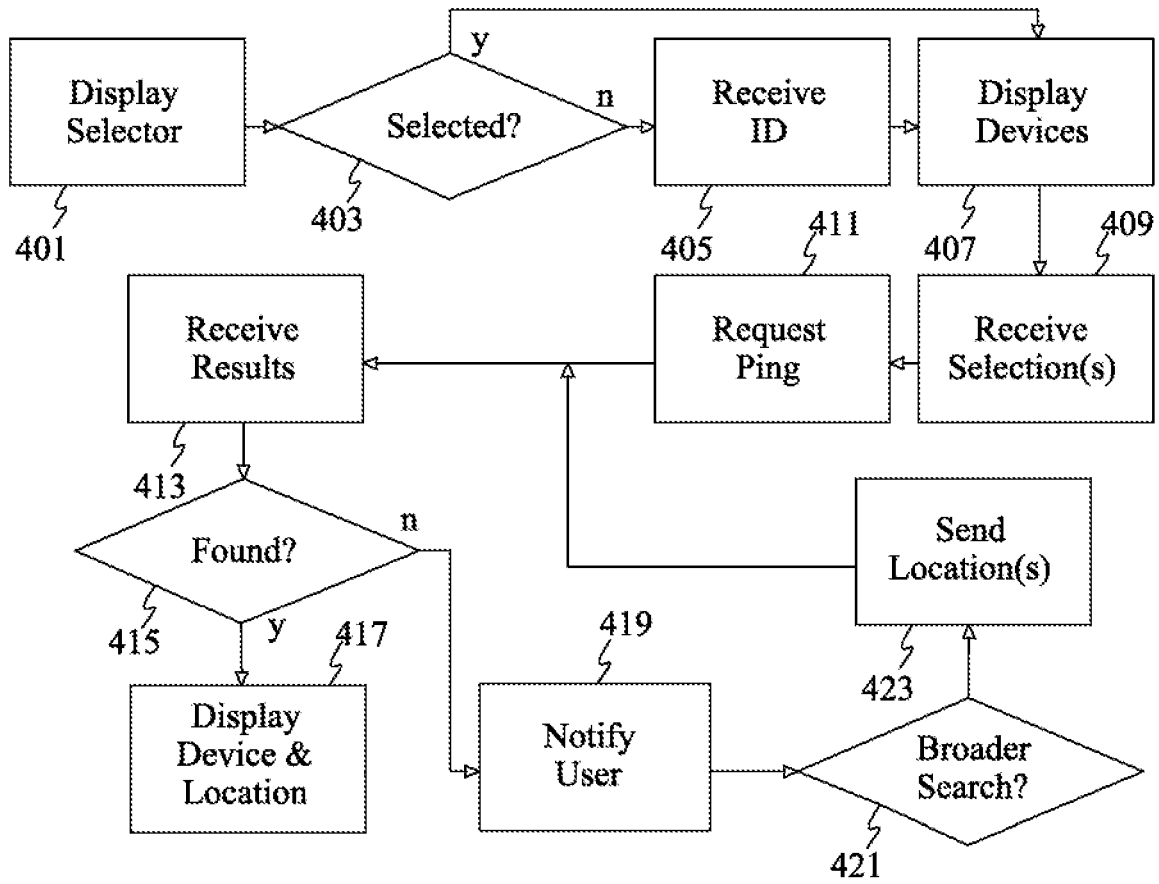 y
Display
Selector
Selected?
n
Receive
ID
Display
Devices
401
403
405
411
407
409
Receive
Results
Request
Ping
Receive
Selection(s)
413
Found?
n
Send
Location(s)
415
y
417
419
423
Display
Device &
Location
Notify
User
Broader
Search?
421